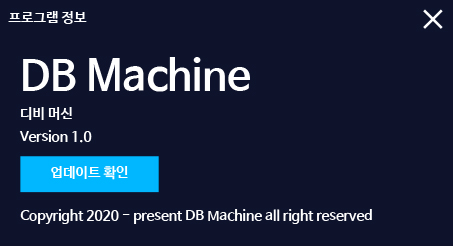 프로그램 정보
DB Machine
디비 머신
Version 1.0
업데이트 확인
Copyright 2020 - present DB Machine all right reserved